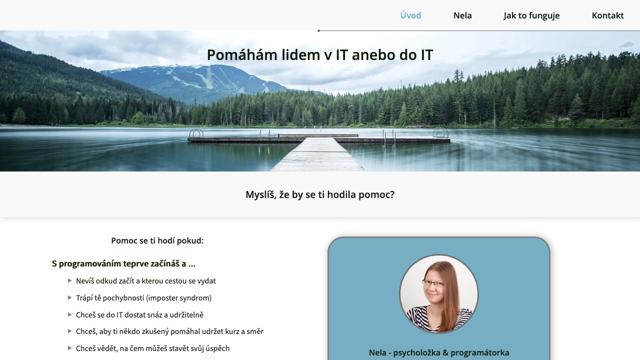 Úvod Nela Jak to funguje Kontakt
Pomáhám lidem v IT anebo do IT
Myslíš, že by se ti hodila pomoc?
Pomoc se ti hodí pokud:
S programováním teprve začínáš a ...
Nevíš odkud začít a kterou cestou se vydat
Trápí tě pochybnosti (imposter syndrom)
Chceš se do IT dostat snáz a udržitelně
Chceš, aby ti někdo zkušený pomáhal udržet kurz a směr
Chceš vědět, na čem můžeš stavět svůj úspěch
Nela - psycholožka & programátorka